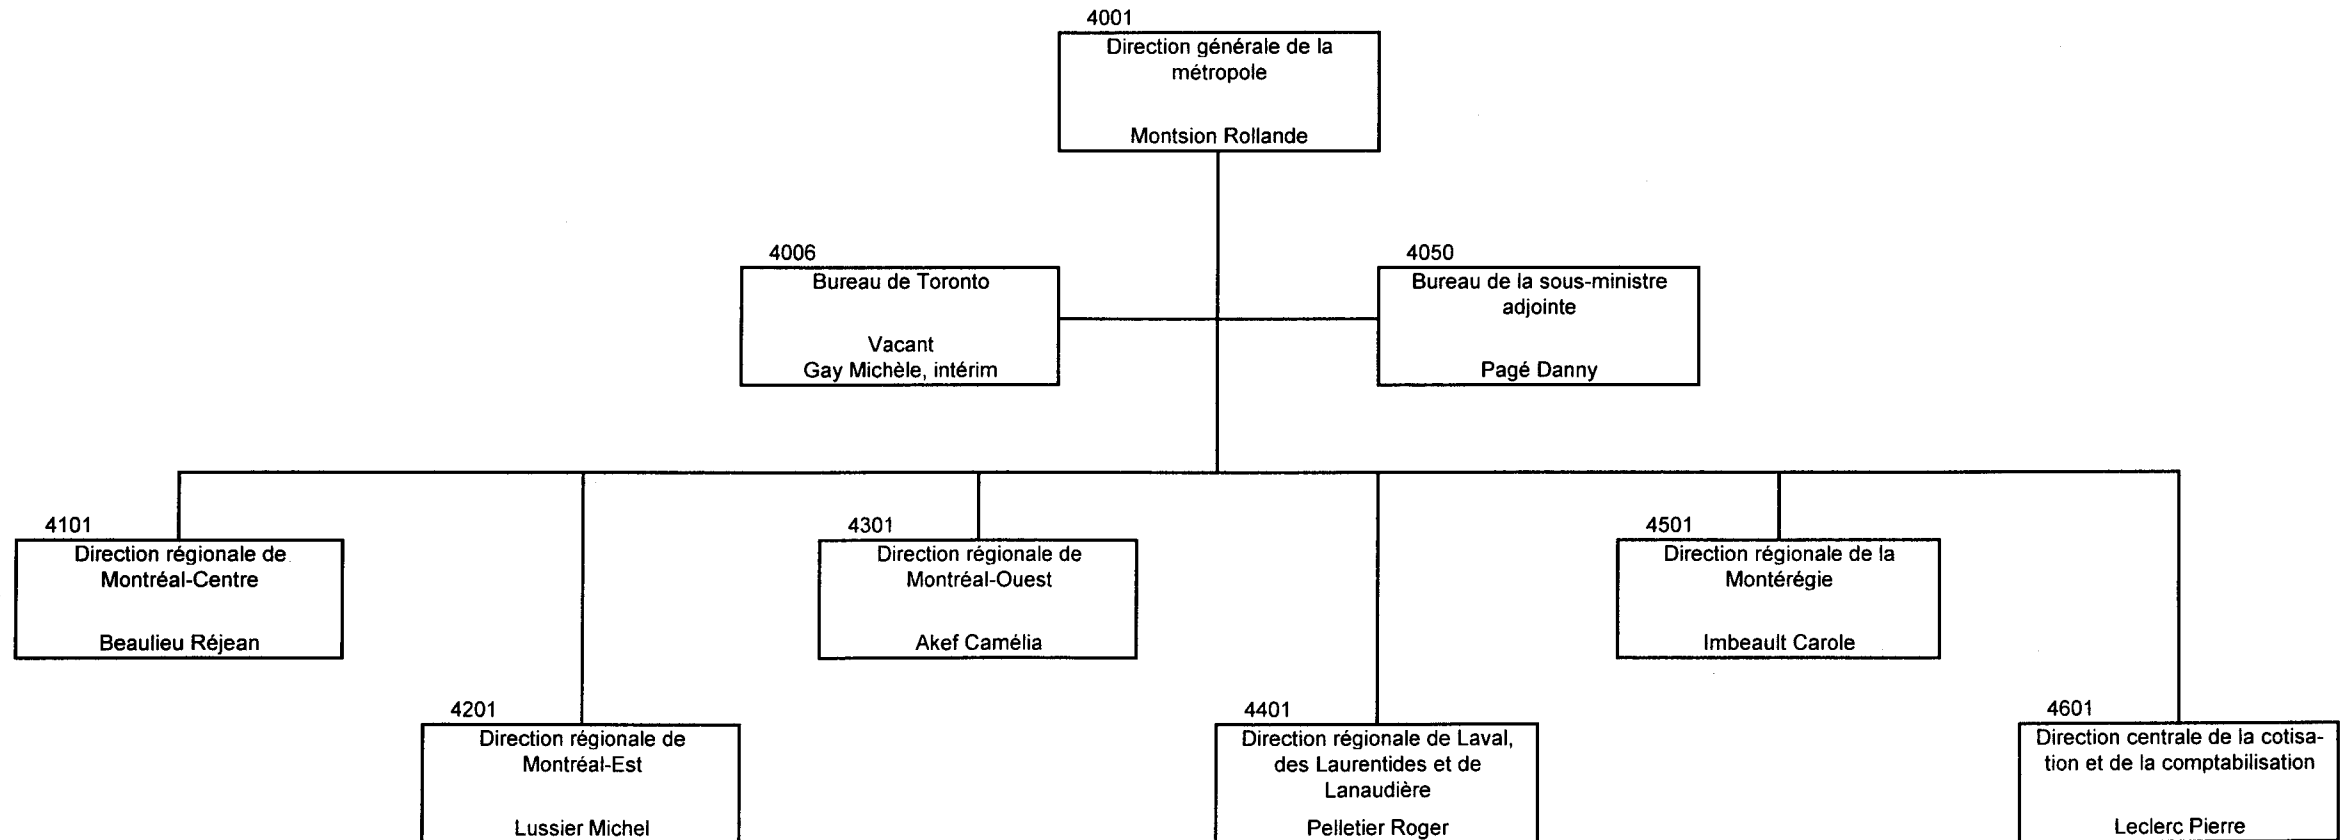 4001
Direction générale de la
métropole
Montsion Rollande
4006
Bureau de Toronto
Vacant
Gay Michèle, intérim
4050
Bureau de la sous-ministre
adjointe
Pagé Danny
4101
Direction régionale de
Montréal-Centre
Beaulieu Réjean
4301
Direction régionale de
Montréal-Ouest
Akef Camélia
4501
Direction régionale de la
Montérégie
Imbeault Carole
4201
Direction régionale de
Montréal-Est
Lussier Michel
4401
Direction régionale de Laval,
des Laurentides et de
Lanaudière
Pelletier Roger
4601
Direction centrale de la cotisa-
tion et de la comptabilisation
Leclerc Pierre